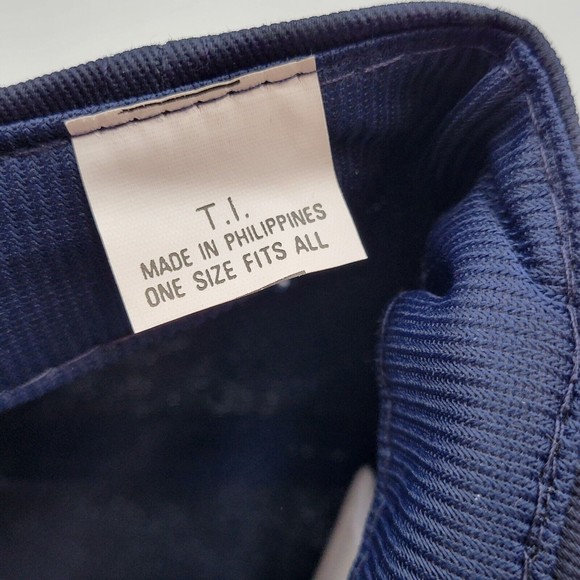 T.I.
MADE IN PHILIPPINES
ONE SIZE FITS ALL